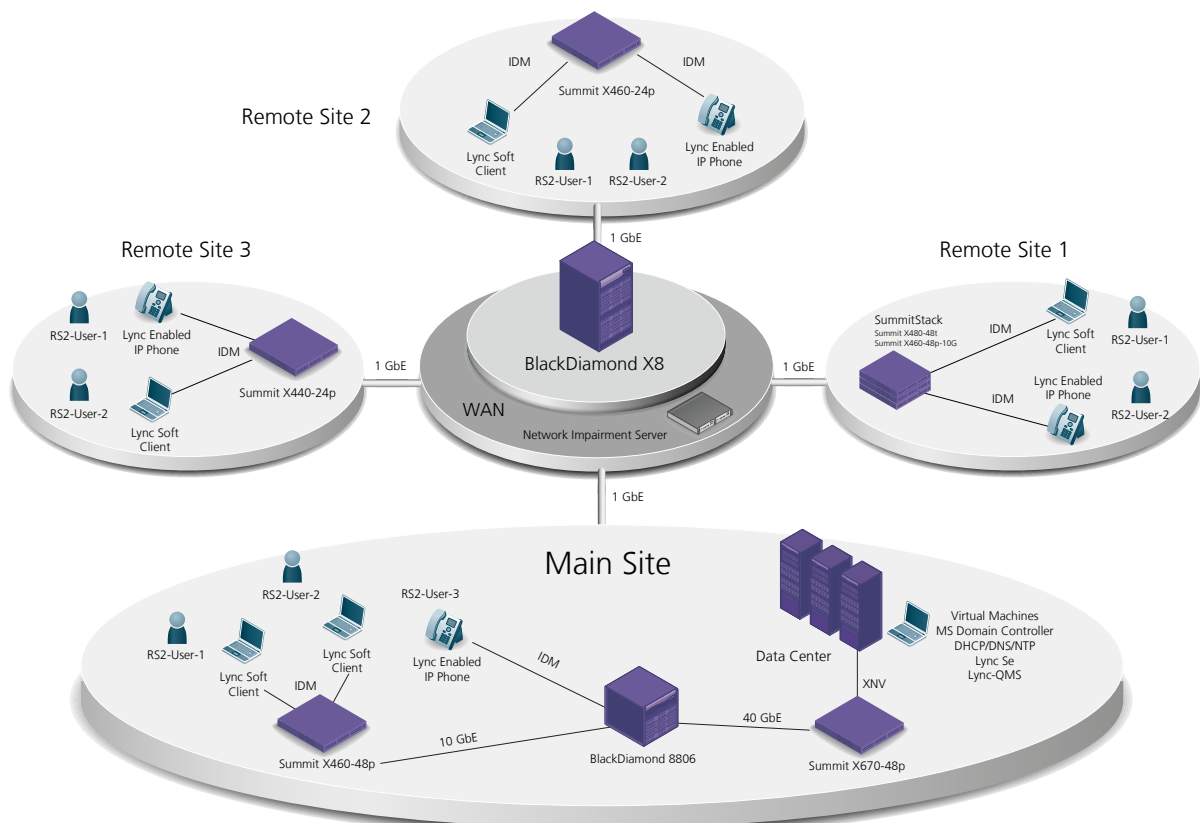 Remote Site 2
IDM
IDM
Summit X460-24p
Lync Soft
Client
RS2-User-1
RS2-User-2
Lync Enabled
IP Phone
1 GbE
Remote Site 3
RS2-User-1
Lync Enabled
IP Phone
IDM
Summit X440-24p
RS2-User-2
Lync Soft
Client
1 GbE
BlackDiamond X8
WAN
Network Impairment Server
1 GbE
Remote Site 1
SummitStack
Summit X480-48t
Summit X460-48p-10G
IDM
Lync Soft
Client
RS2-User-1
IDM
Lync Enabled
IP Phone
RS2-User-2
1 GbE
Main Site
RS2-User-2
RS2-User-1
Lync Soft
Client
Lync Soft
Client
IDM
Summit X460-48p
RS2-User-3
Lync Enabled
IP Phone
IDM
10 GbE
BlackDiamond 8806
40 GbE
Data Center
XNV
Summit X670-48p
Virtual Machines
MS Domain Controller
DHCP/DNS/NTP
Lync Se
Lync-QMS